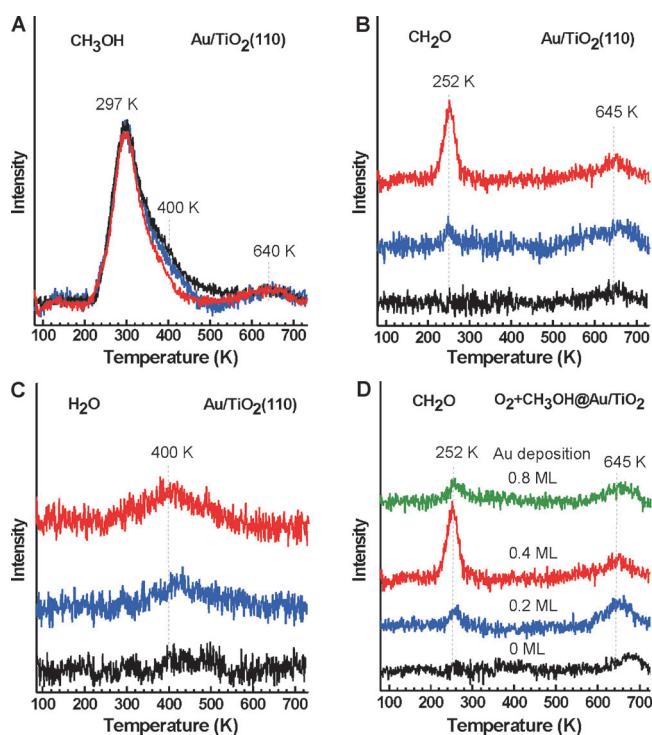 A
CH3OH Au/TiO2(110)
297 K
400 K
640 K
Intensity
100 200 300 400 500 600 700
Temperature (K)
B
CH2O Au/TiO2(110)
252 K
645 K
Intensity
100 200 300 400 500 600 700
Temperature (K)
C
H2O Au/TiO2(110)
400 K
Intensity
100 200 300 400 500 600 700
Temperature (K)
D
CH2O O2+CH3OH@Au/TiO2
252 K
Au deposition
645 K
0.8 ML
0.4 ML
0.2 ML
0 ML
Intensity
100 200 300 400 500 600 700
Temperature (K)